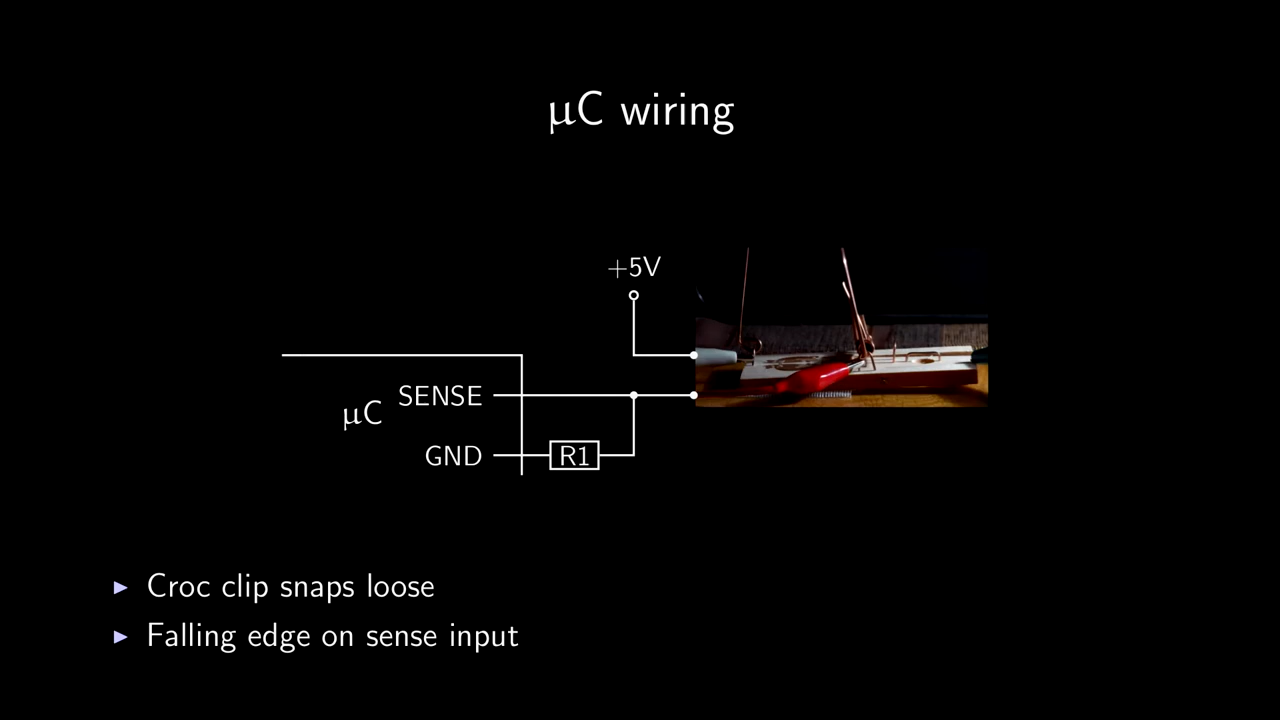 μC wiring
+5V
SENSE
μC
GND
R1
Croc clip snaps loose
Falling edge on sense input